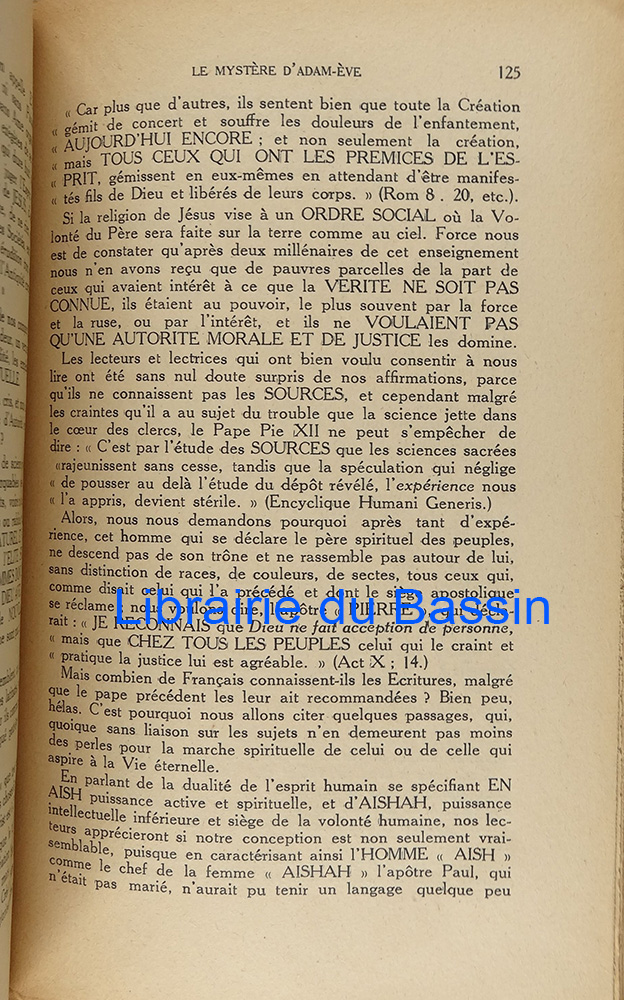 LE MYSTÈRE D'ADAM-ÈVE 125
« Car plus que d'autres, ils sentent bien que toute la Création
« gémit de concert et souffre les douleurs de l'enfantement,
« AUJOURD'HUI ENCORE ; et non seulement la création,
« mais TOUS CEUX QUI ONT LES PREMICES DE L'ES-
« PRIT, gémissent en eux-mêmes en attendant d'être manifes-
« tés fils de Dieu et libérés de leurs corps. » (Rom 8 . 20, etc.).
Si la religion de Jésus vise à un ORDRE SOCIAL où la Vo-
lonté du Père sera faite sur la terre comme au ciel. Force nous
est de constater qu'après deux millénaires de cet enseignement
nous n'en avons reçu que de pauvres parcelles de la part de
ceux qui avaient intérêt à ce que la VERITE NE SOIT PAS
CONNUE, ils étaient au pouvoir, le plus souvent par la force
et la ruse, ou par l'intérêt, et ils ne VOULAIENT PAS
QU'UNE AUTORITE MORALE ET DE JUSTICE les domine.
Les lecteurs et lectrices qui ont bien voulu consentir à nous
lire ont été sans nul doute surpris de nos affirmations, parce
qu'ils ne connaissent pas les SOURCES, et cependant malgré
les craintes qu'il a au sujet du trouble que la science jette dans
le cœur des clercs, le Pape Pie XII ne peut s'empêcher de
dire : « C'est par l'étude des SOURCES que les sciences sacrées
«rajeunissent sans cesse, tandis que la spéculation qui néglige
« de pousser au delà l'étude du dépôt révélé, l'expérience nous
« l'a appris, devient stérile. » (Encyclique Humani Generis.)
Alors, nous nous demandons pourquoi après tant d'expé-
rience, cet homme qui se déclare le père spirituel des peuples,
ne descend pas de son trône et ne rassemble pas autour de lui,
sans distinction de races, de couleurs, de sectes, tous ceux qui,
comme disait celui qui l'a précédé et dont le siège apostolique
se réclame, nous voulons dire, l'apôtre PIERRE
Librairie du Bassin
rait : « JE RECONNAIS que Dieu ne fait acception de personne,
« mais que CHEZ TOUS LES PEUPLES celui qui le craint et
« pratique la justice lui est agréable. » (Act X ; 14.)
Mais combien de Français connaissent-ils les Ecritures, malgré
que le pape précédent les leur ait recommandées ? Bien peu,
hélas. C'est pourquoi nous allons citer quelques passages, qui,
quoique sans liaison sur les sujets n'en demeurent pas moins
des perles pour la marche spirituelle de celui ou de celle qui
aspire à la Vie éternelle.
En parlant de la dualité de l'esprit humain se spécifiant EN
AISH puissance active et spirituelle, et d'AISHAH, puissance
intellectuelle inférieure et siège de la volonté humaine, nos lec-
teurs apprécieront si notre conception est non seulement vrai-
semblable, puisque en caractérisant ainsi l'HOMME « AISH »
comme le chef de la femme « AISHAH » l'apôtre Paul, qui
n'était pas marié, n'aurait pu tenir un langage quelque peu